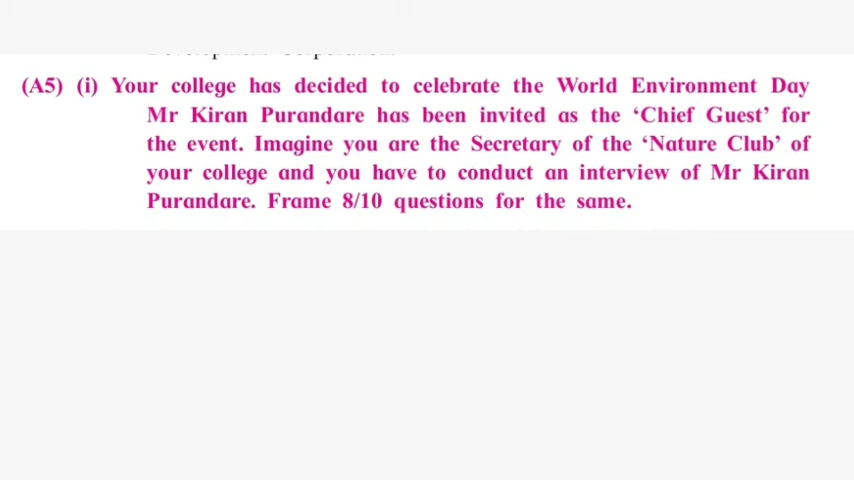 (A5) (i) Your college has decided to celebrate the World Environment Day
Mr Kiran Purandare has been invited as the ‘Chief Guest’ for
the event. Imagine you are the Secretary of the ‘Nature Club’ of
your college and you have to conduct an interview of Mr Kiran
Purandare. Frame 8/10 questions for the same.